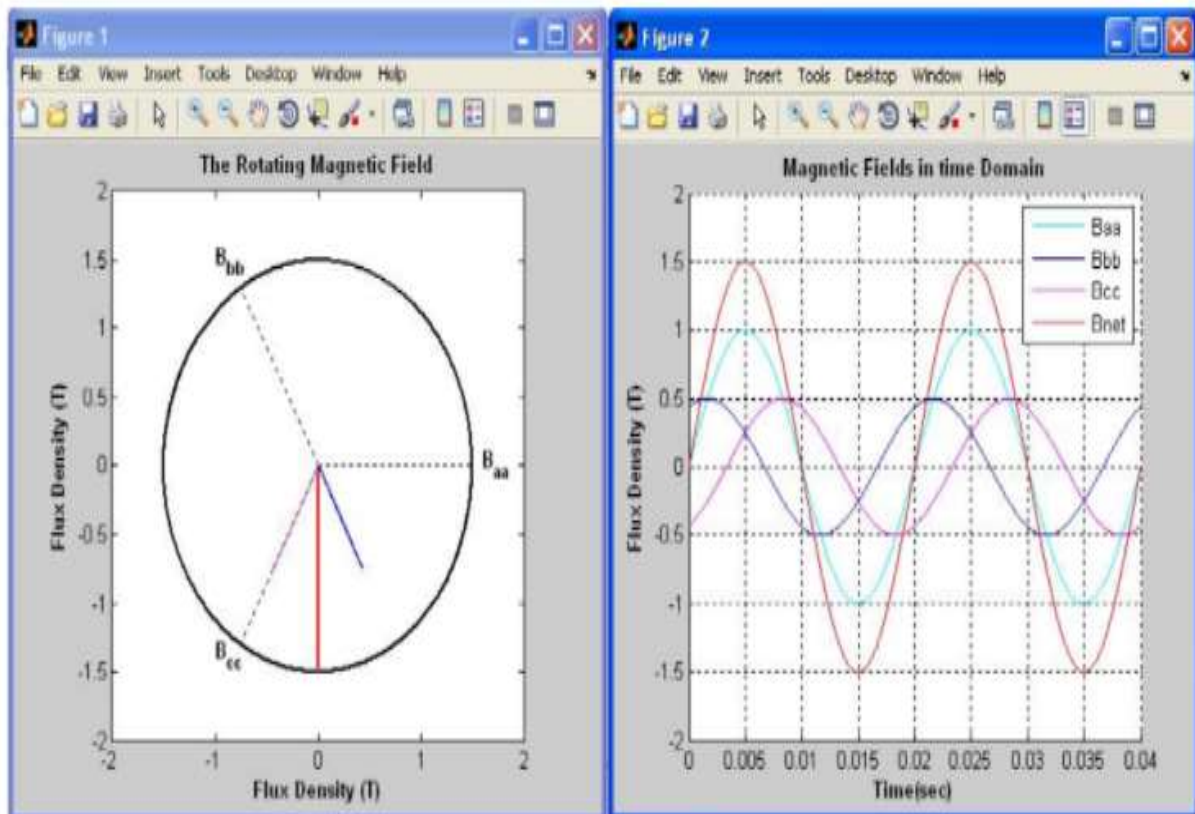 Figure 1
File Edit View Insert Tools Desktop Window Help
The Rotating Magnetic Field
2
1.5
1
0.5
0
-0.5
-1
-1.5
-2
Flux Density (T)
Bbb
Baa
Bcc
-2 -1 0 1 2
Flux Density (T)
Figure 2
File Edit View Insert Tools Desktop Window Help
Magnetic Fields in time Domain
2
1.5
1
0.5
0
-0.5
-1
-1.5
-2
Flux Density (T)
Baa
Bbb
Bcc
Bnet
0 0.005 0.01 0.015 0.02 0.025 0.03 0.035 0.04
Time(sec)